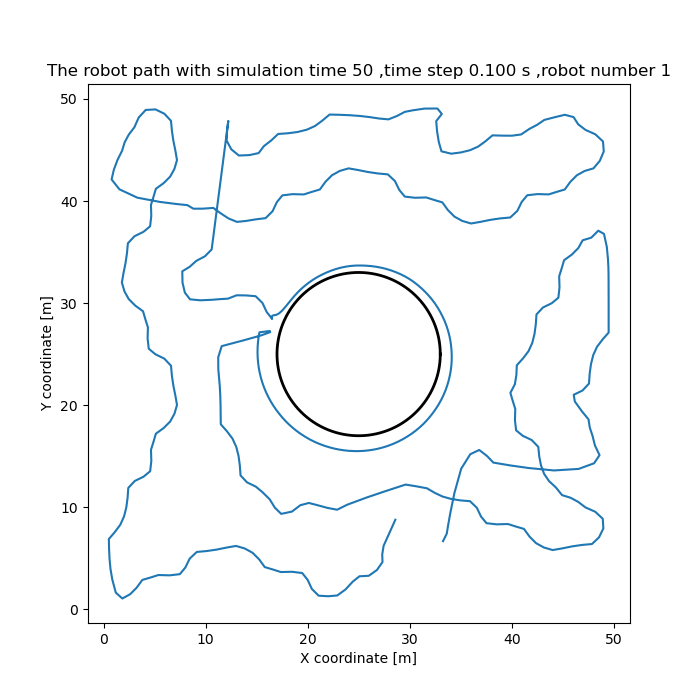 The robot path with simulation time 50 ,time step 0.100 s ,robot number 1
50
40
30
20
10
0
Y coordinate [m]
0 10 20 30 40 50
X coordinate [m]